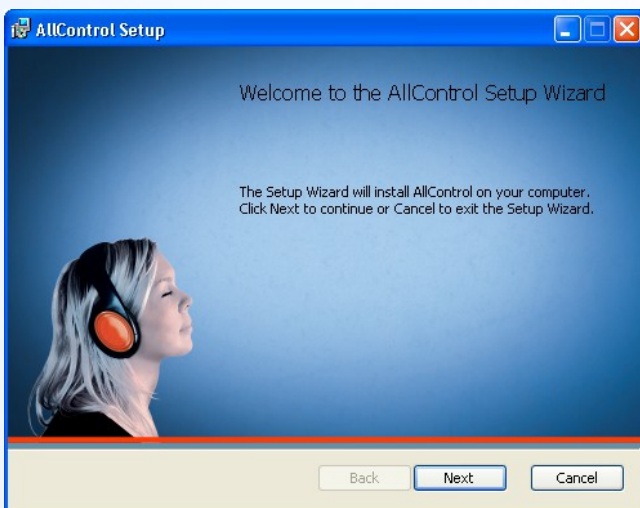 AllControl Setup
Welcome to the AllControl Setup Wizard
The Setup Wizard will install AllControl on your computer.
Click Next to continue or Cancel to exit the Setup Wizard.
Back Next Cancel